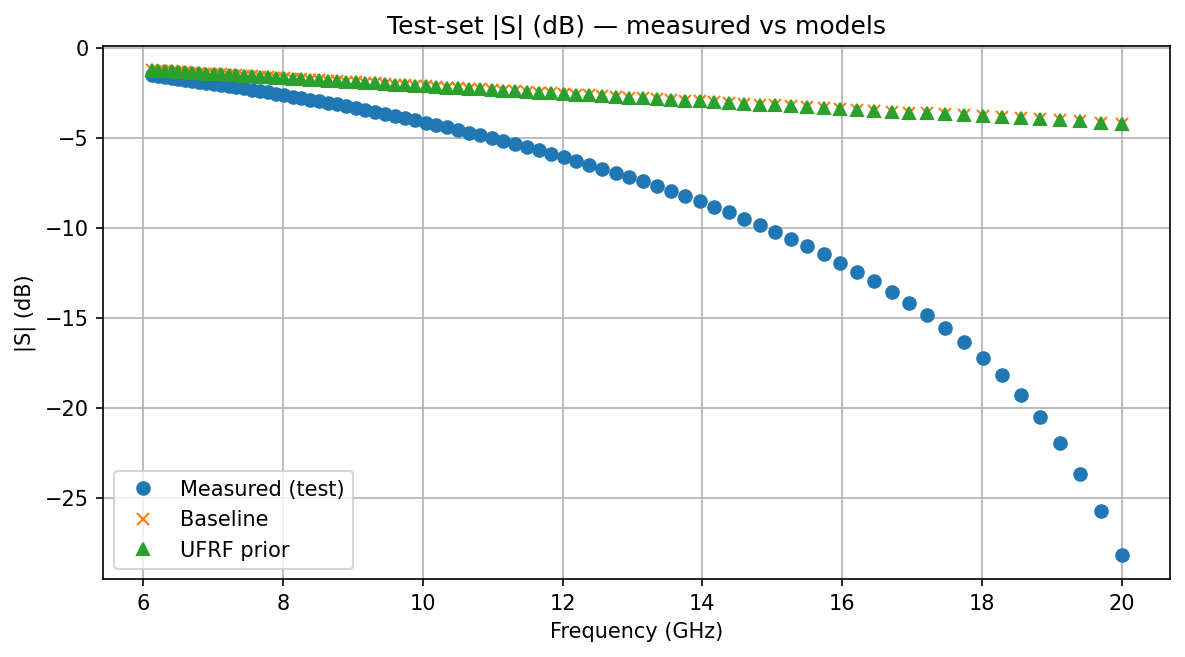 Test-set |S| (dB) — measured vs models
0
−5
−10
−15
−20
−25
|S| (dB)
Measured (test)
Baseline
UFRF prior
6
8
10
12
14
16
18
20
Frequency (GHz)